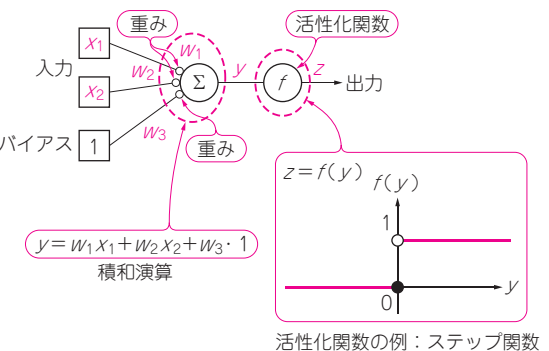 重み
活性化関数
x1
w1
入力
w2
Σ
y
f
z
出力
x2
w3
バイアス
1
重み
y=w1x1+w2x2+w3・1
積和演算
z=f(y)
f(y)
1
0
y
活性化関数の例：ステップ関数